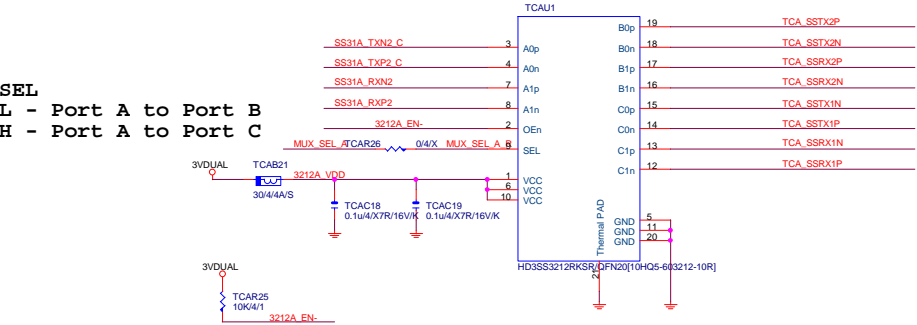 TCAU1
SEL
L - Port A to Port B
H - Port A to Port C
SS31A_TXN2_C 3 A0p
SS31A_TXP2_C 4 A0n
SS31A_RXN2 7 A1p
SS31A_RXP2 8 A1n
3212A_EN- 2 OEn
MUX_SEL_A TCAR26 0/4/X MUX_SEL_A_R 9 SEL
3VDUAL TCAB21 30/4/4A/S 3212A_VDD
1 VCC
6 VCC
10 VCC
TCAC18
0.1u/4/X7R/16V/K
TCAC19
0.1u/4/X7R/16V/K
B0p 19 TCA_SSTX2P
B0n 18 TCA_SSTX2N
B1p 17 TCA_SSRX2P
B1n 16 TCA_SSRX2N
C0p 15 TCA_SSTX1N
C0n 14 TCA_SSTX1P
C1p 13 TCA_SSRX1N
C1n 12 TCA_SSRX1P
GND 5
GND 11
GND 20
Thermal PAD
21
HD3SS3212RKSR/QFN20[10HQ5-603212-10R]
3VDUAL
TCAR25
10K/4/1
3212A_EN-